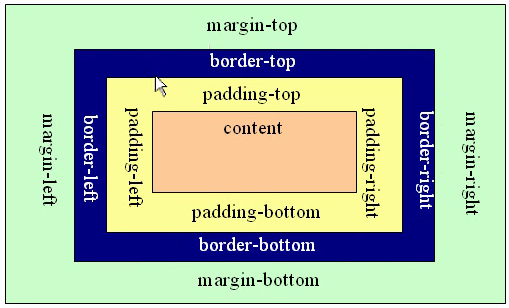 margin-top
border-top
padding-top
content
margin-left
border-left
padding-left
padding-right
border-right
margin-right
padding-bottom
border-bottom
margin-bottom